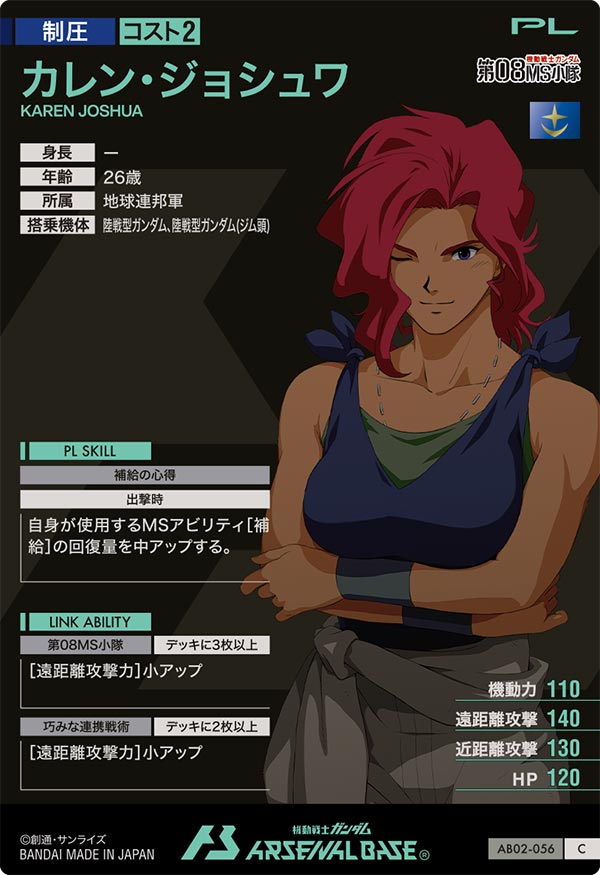 制圧 コスト2
PL
カレン・ジョシュワ
KAREN JOSHUA
機動戦士ガンダム
第08MS小隊
身長 ー
年齢 26歳
所属 地球連邦軍
搭乗機体 陸戦型ガンダム、陸戦型ガンダム(ジム頭)
PL SKILL
補給の心得
出撃時
自身が使用するMSアビリティ[補
給]の回復量を中アップする。
LINK ABILITY
第08MS小隊 デッキに3枚以上
[遠距離攻撃力]小アップ
巧みな連携戦術 デッキに2枚以上
[遠距離攻撃力]小アップ
機動力 110
遠距離攻撃 140
近距離攻撃 130
HP 120
©創通・サンライズ
BANDAI MADE IN JAPAN
機動戦士ガンダム
ARSENAL BASE®
AB02-056 C